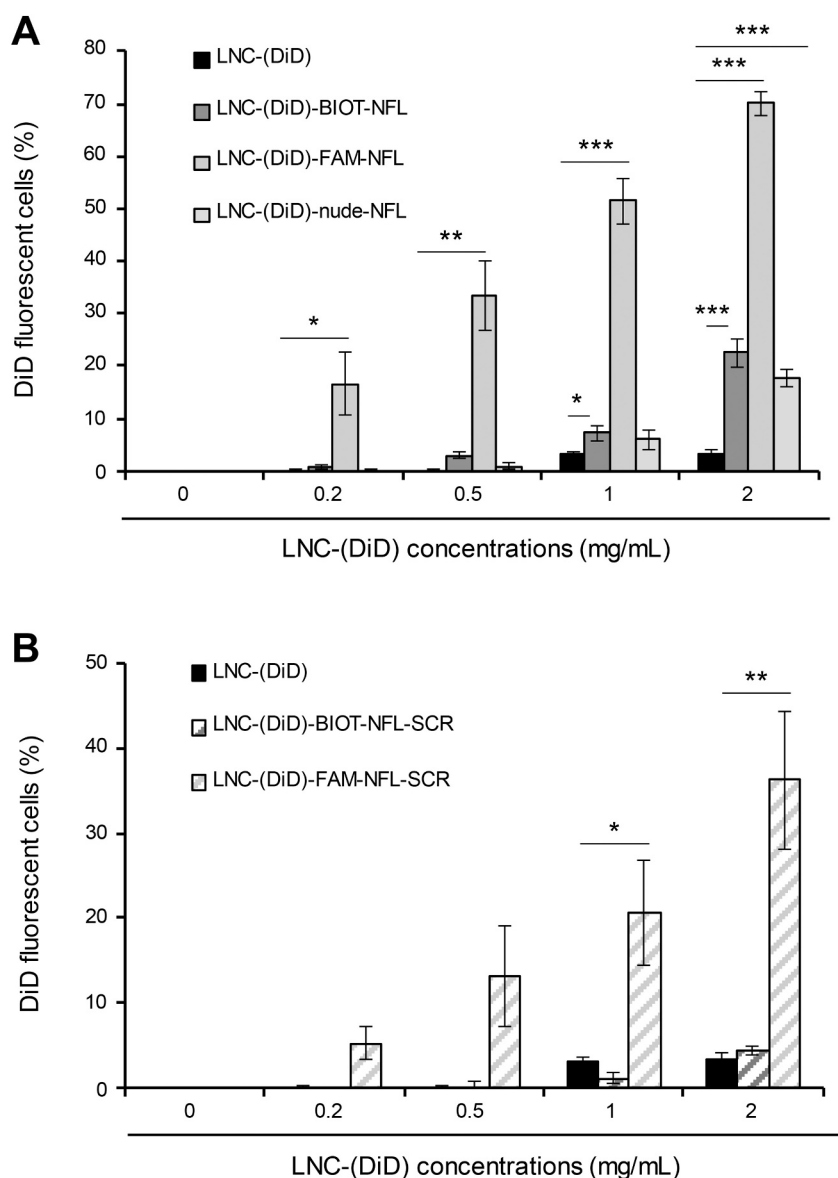 A
80
70
60
50
40
30
20
10
0
DiD fluorescent cells (%)
LNC-(DiD)
LNC-(DiD)-BIOT-NFL
LNC-(DiD)-FAM-NFL
LNC-(DiD)-nude-NFL
*
**
***
*
***
***
***
0 0.2 0.5 1 2
LNC-(DiD) concentrations (mg/mL)
B
50
40
30
20
10
0
DiD fluorescent cells (%)
LNC-(DiD)
LNC-(DiD)-BIOT-NFL-SCR
LNC-(DiD)-FAM-NFL-SCR
*
**
0 0.2 0.5 1 2
LNC-(DiD) concentrations (mg/mL)